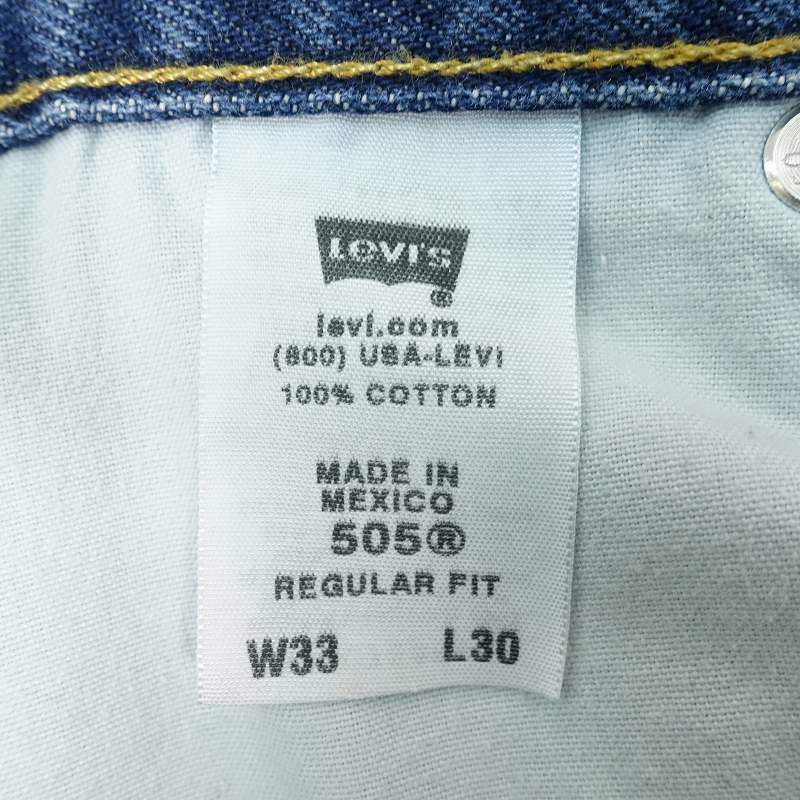 Levi's
®
levi.com
(800) USA-LEVI
100% COTTON
MADE IN
MEXICO
505®
REGULAR FIT
W33 L30